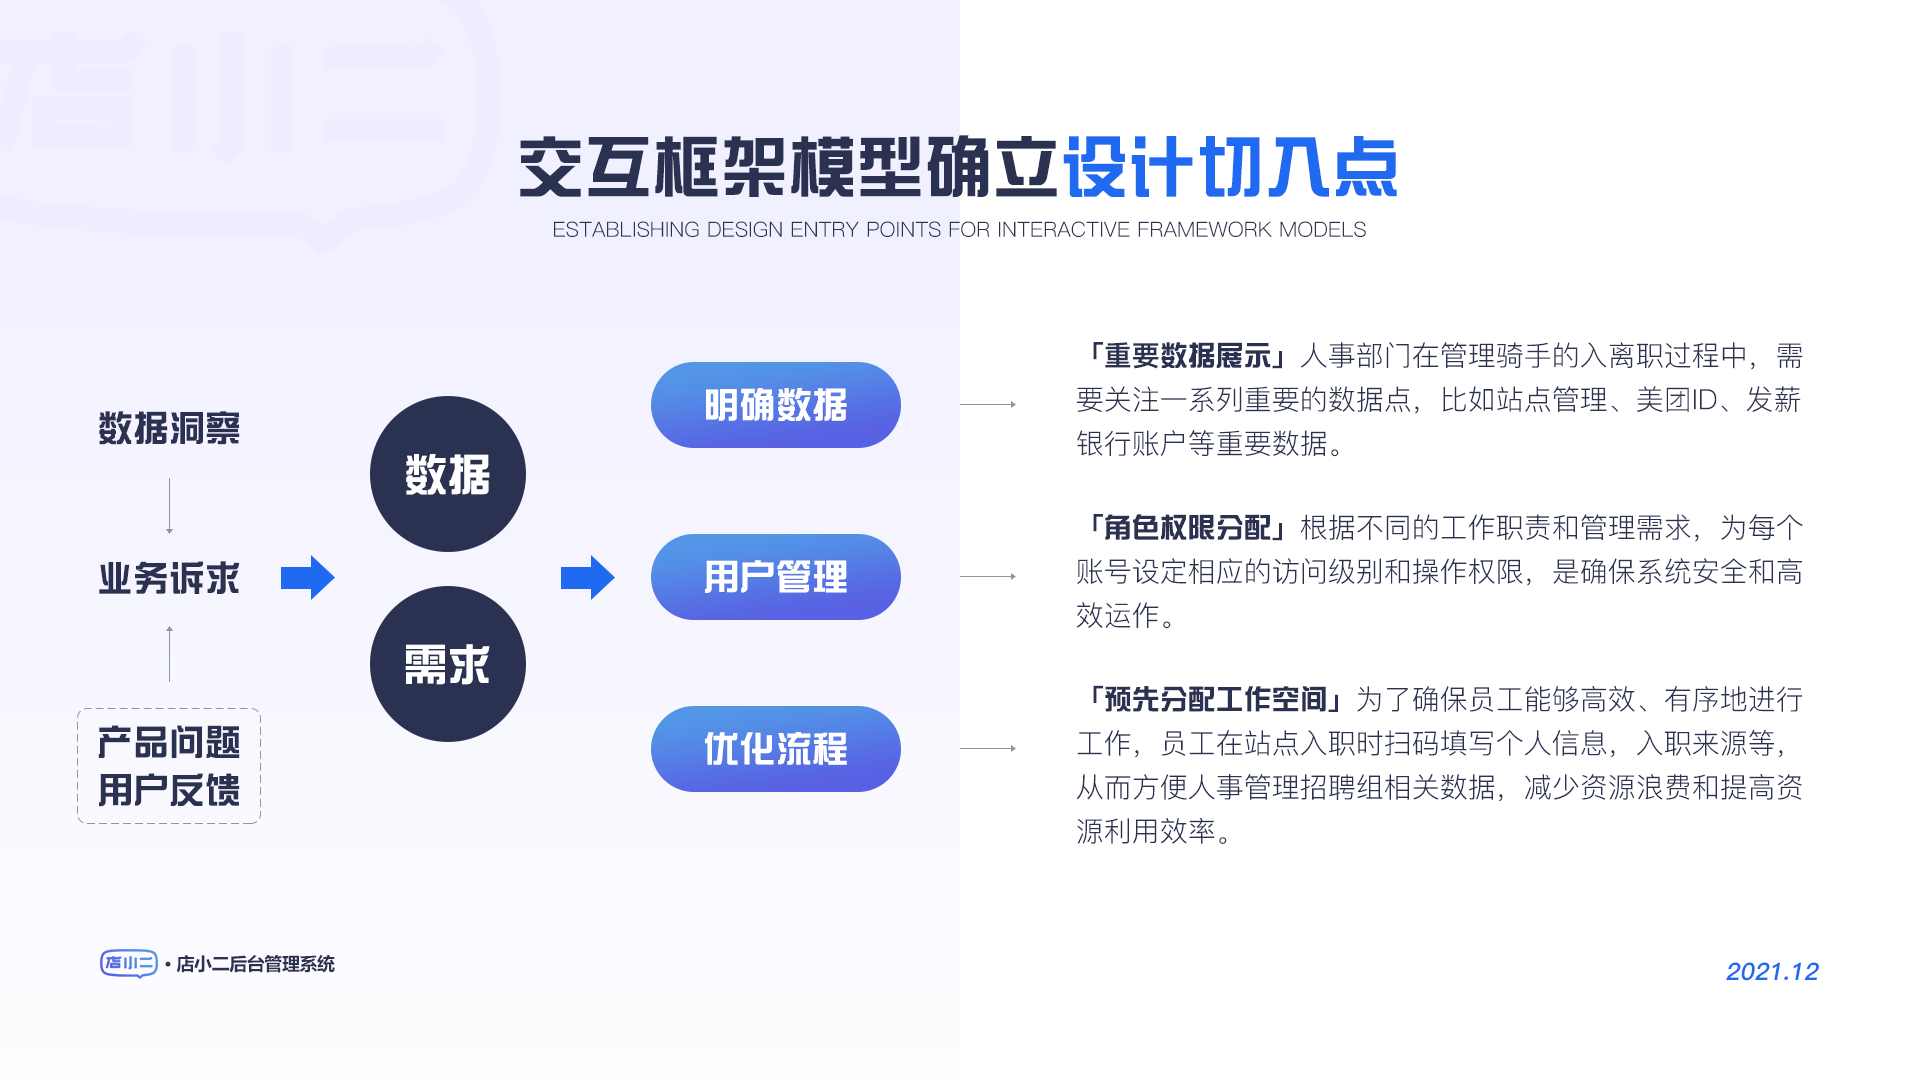 店小二
交互框架模型确立设计切入点
ESTABLISHING DESIGN ENTRY POINTS FOR INTERACTIVE FRAMEWORK MODELS
数据洞察
业务诉求
产品问题
用户反馈
数据
需求
明确数据
用户管理
优化流程
「重要数据展示」人事部门在管理骑手的入离职过程中，需
要关注一系列重要的数据点，比如站点管理、美团ID、发薪
银行账户等重要数据。
「角色权限分配」根据不同的工作职责和管理需求，为每个
账号设定相应的访问级别和操作权限，是确保系统安全和高
效运作。
「预先分配工作空间」为了确保员工能够高效、有序地进行
工作，员工在站点入职时扫码填写个人信息，入职来源等，
从而方便人事管理招聘组相关数据，减少资源浪费和提高资
源利用效率。
店小二·店小二后台管理系统
2021.12